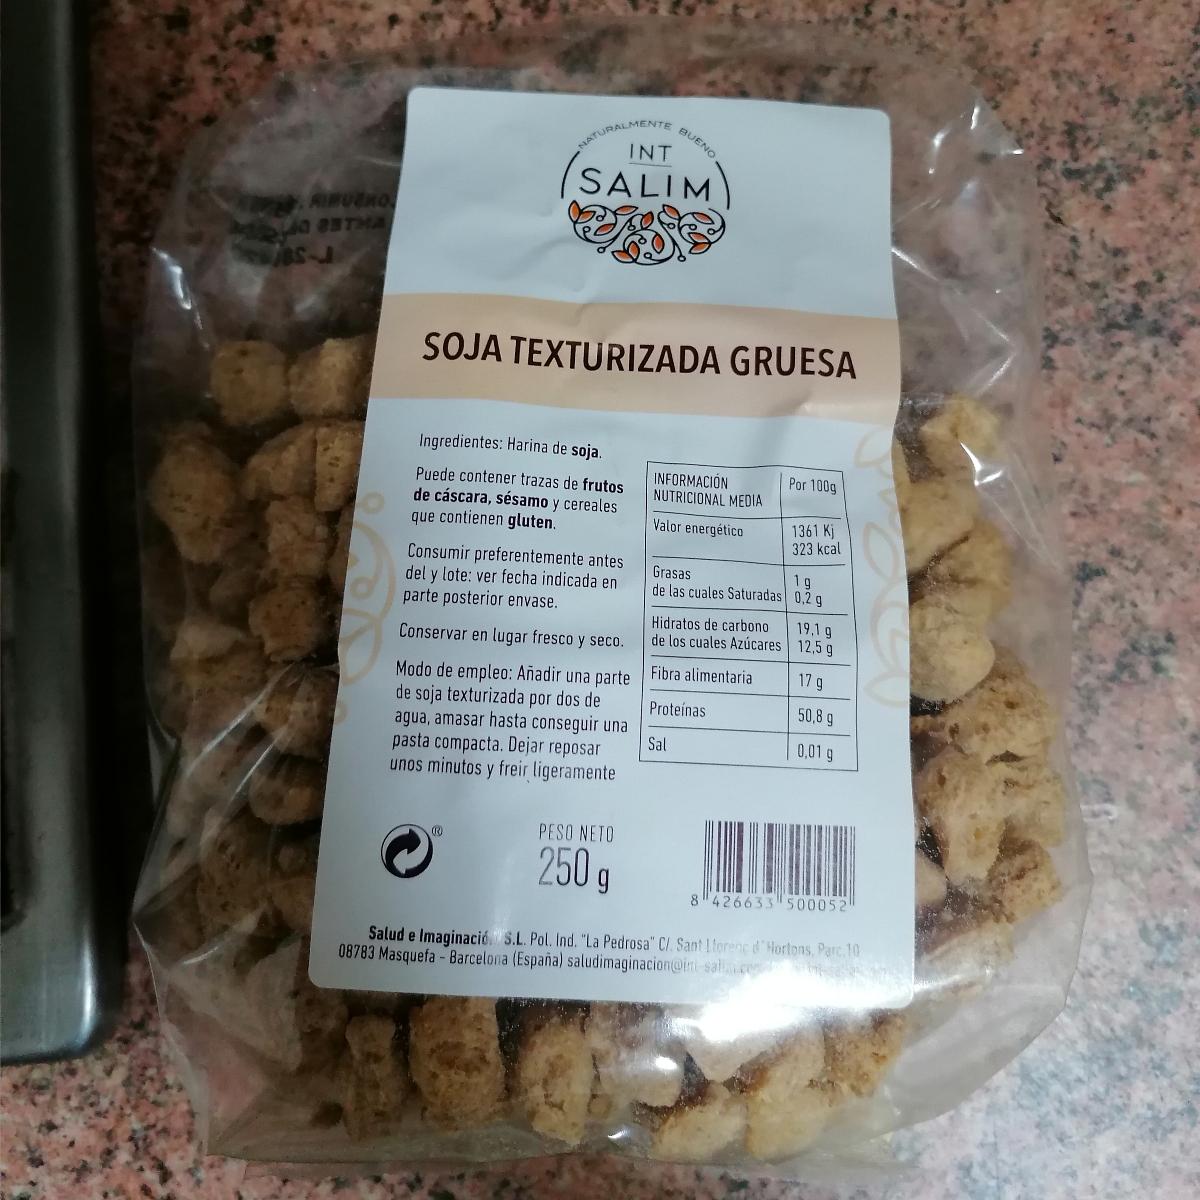 NATURALMENTE BUENO
INT
SALIM
SOJA TEXTURIZADA GRUESA
Ingredientes: Harina de soja.
Puede contener trazas de frutos
de cáscara, sésamo y cereales
que contienen gluten.
Consumir preferentemente antes
del y lote: ver fecha indicada en
parte posterior envase.
Conservar en lugar fresco y seco.
Modo de empleo: Añadir una parte
de soja texturizada por dos de
agua, amasar hasta conseguir una
pasta compacta. Dejar reposar
unos minutos y freir ligeramente
INFORMACIÓN
NUTRICIONAL MEDIA
Por 100g
Valor energético 1361 Kj
323 kcal
Grasas 1 g
de las cuales Saturadas 0,2 g
Hidratos de carbono 19,1 g
de los cuales Azúcares 12,5 g
Fibra alimentaria 17 g
Proteínas 50,8 g
Sal 0,01 g
®
PESO NETO
250 g
8 426633 500052
Salud e Imaginació S.L. Pol. Ind. "La Pedrosa" C/. Sant Llorenç d'Hortons, Parc.10
08783 Masquefa - Barcelona (España)
CONSUMIR
ANTES DE